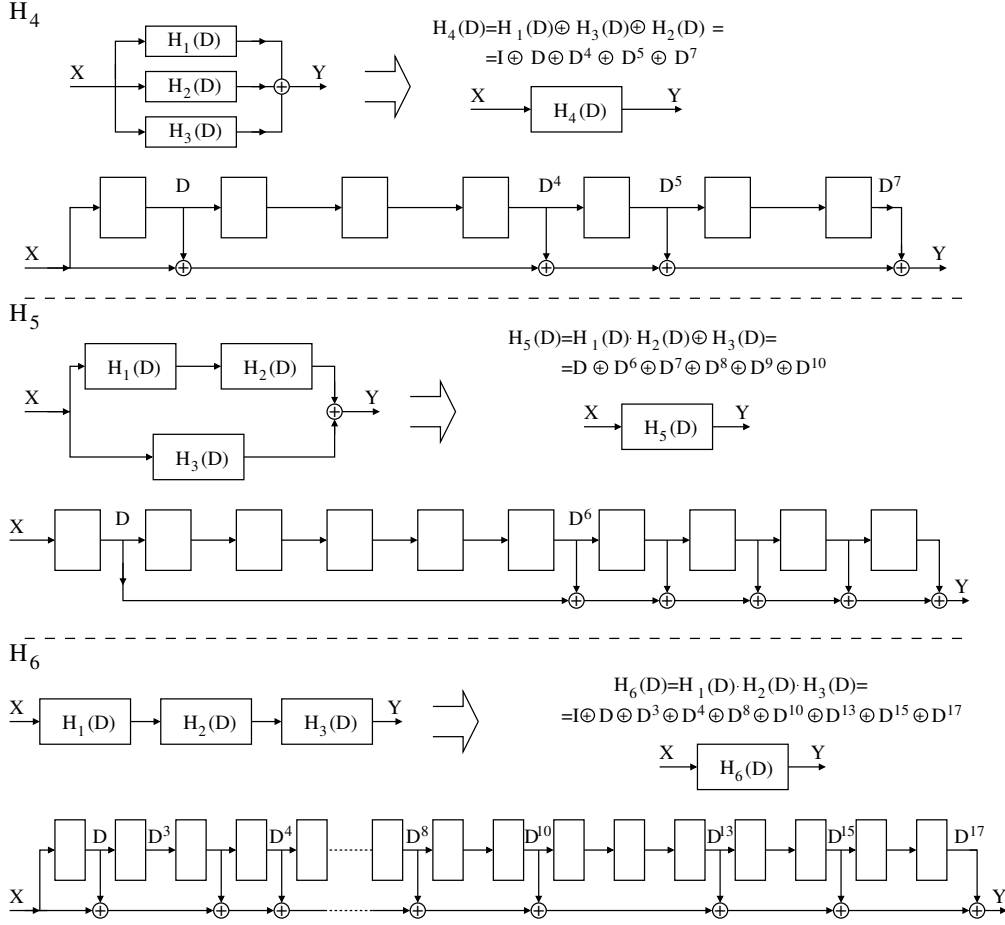 H₄
H₁(D)
X H₂(D) Y
H₃(D)
H₄(D)=H₁(D)⊕ H₃(D)⊕ H₂(D) =
=I⊕ D⊕D⁴ ⊕ D⁵ ⊕ D⁷
X H₄(D) Y
D D⁴ D⁵ D⁷
X Y
H₅
H₁(D) H₂(D)
X Y
H₃(D)
H₅(D)=H₁(D)·H₂(D)⊕H₃(D)=
=D ⊕D⁶⊕D⁷⊕D⁸⊕D⁹⊕D¹⁰
X H₅(D) Y
X D D⁶
Y
H₆
X H₁(D) H₂(D) H₃(D) Y
H₆(D)=H₁(D)·H₂(D)·H₃(D)=
=I⊕D⊕D³⊕D⁴⊕D⁸⊕D¹⁰⊕D¹³⊕D¹⁵⊕D¹⁷
X H₆(D) Y
D D³ D⁴ D⁸ D¹⁰ D¹³ D¹⁵ D¹⁷
X Y